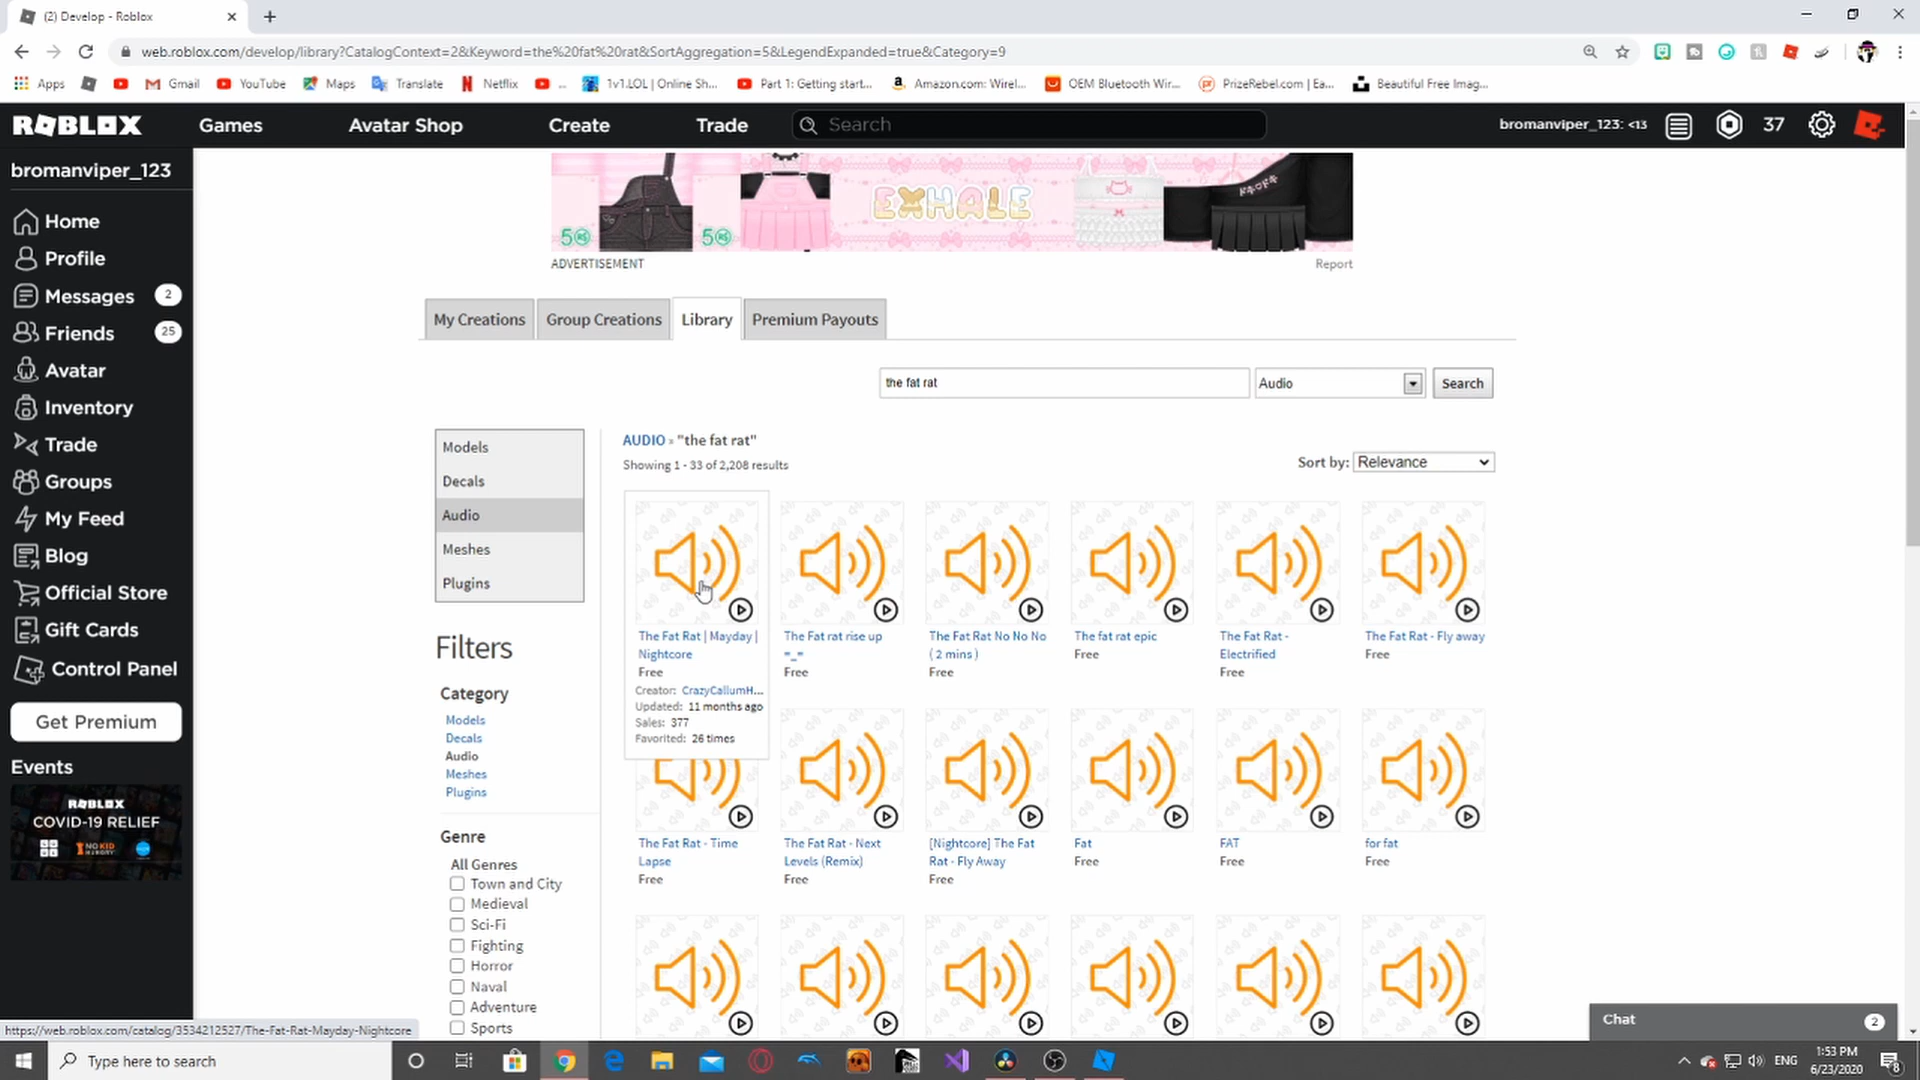 (2) Develop - Roblox
web.roblox.com/develop/library?CatalogContext=2&Keyword=the%20fat%20rat&SortAggregation=5&LegendExpanded=true&Category=9
Apps
Gmail
YouTube
Maps
Translate
Netflix
...
1v1.LOL | Online Sh...
Part 1: Getting start...
Amazon.com: Wirel...
OEM Bluetooth Wir...
PrizeRebel.com | Ea...
Beautiful Free Imag...
ROBLOX
Games
Avatar Shop
Create
Trade
Search
bromanviper_123: <13
37
bromanviper_123
Home
Profile
Messages 2
Friends 25
Avatar
Inventory
Trade
Groups
My Feed
Blog
Official Store
Gift Cards
Control Panel
Get Premium
Events
ROBLOX
COVID-19 RELIEF
NO KID
HUNGRY
5
5
EXHALE
ADVERTISEMENT
Report
My Creations
Group Creations
Library
Premium Payouts
the fat rat
Audio
Search
Models
Decals
Audio
Meshes
Plugins
Filters
Category
Models
Decals
Audio
Meshes
Plugins
Genre
All Genres
Town and City
Medieval
Sci-Fi
Fighting
Horror
Naval
Adventure
Sports
AUDIO » "the fat rat"
Showing 1 - 33 of 2,208 results
Sort by: Relevance
The Fat Rat | Mayday |
Nightcore
Free
Creator: CrazyCallumH...
Updated: 11 months ago
Sales: 377
Favorited: 26 times
The Fat rat rise up
=_=
Free
The Fat Rat No No No
( 2 mins )
Free
The fat rat epic
Free
The Fat Rat -
Electrified
Free
The Fat Rat - Fly away
Free
The Fat Rat - Time
Lapse
Free
The Fat Rat - Next
Levels (Remix)
Free
[Nightcore] The Fat
Rat - Fly Away
Free
Fat
Free
FAT
Free
for fat
Free
Chat
2
https://web.roblox.com/catalog/3534212527/The-Fat-Rat-Mayday-Nightcore
Type here to search
ENG
1:53 PM
6/23/2020
8